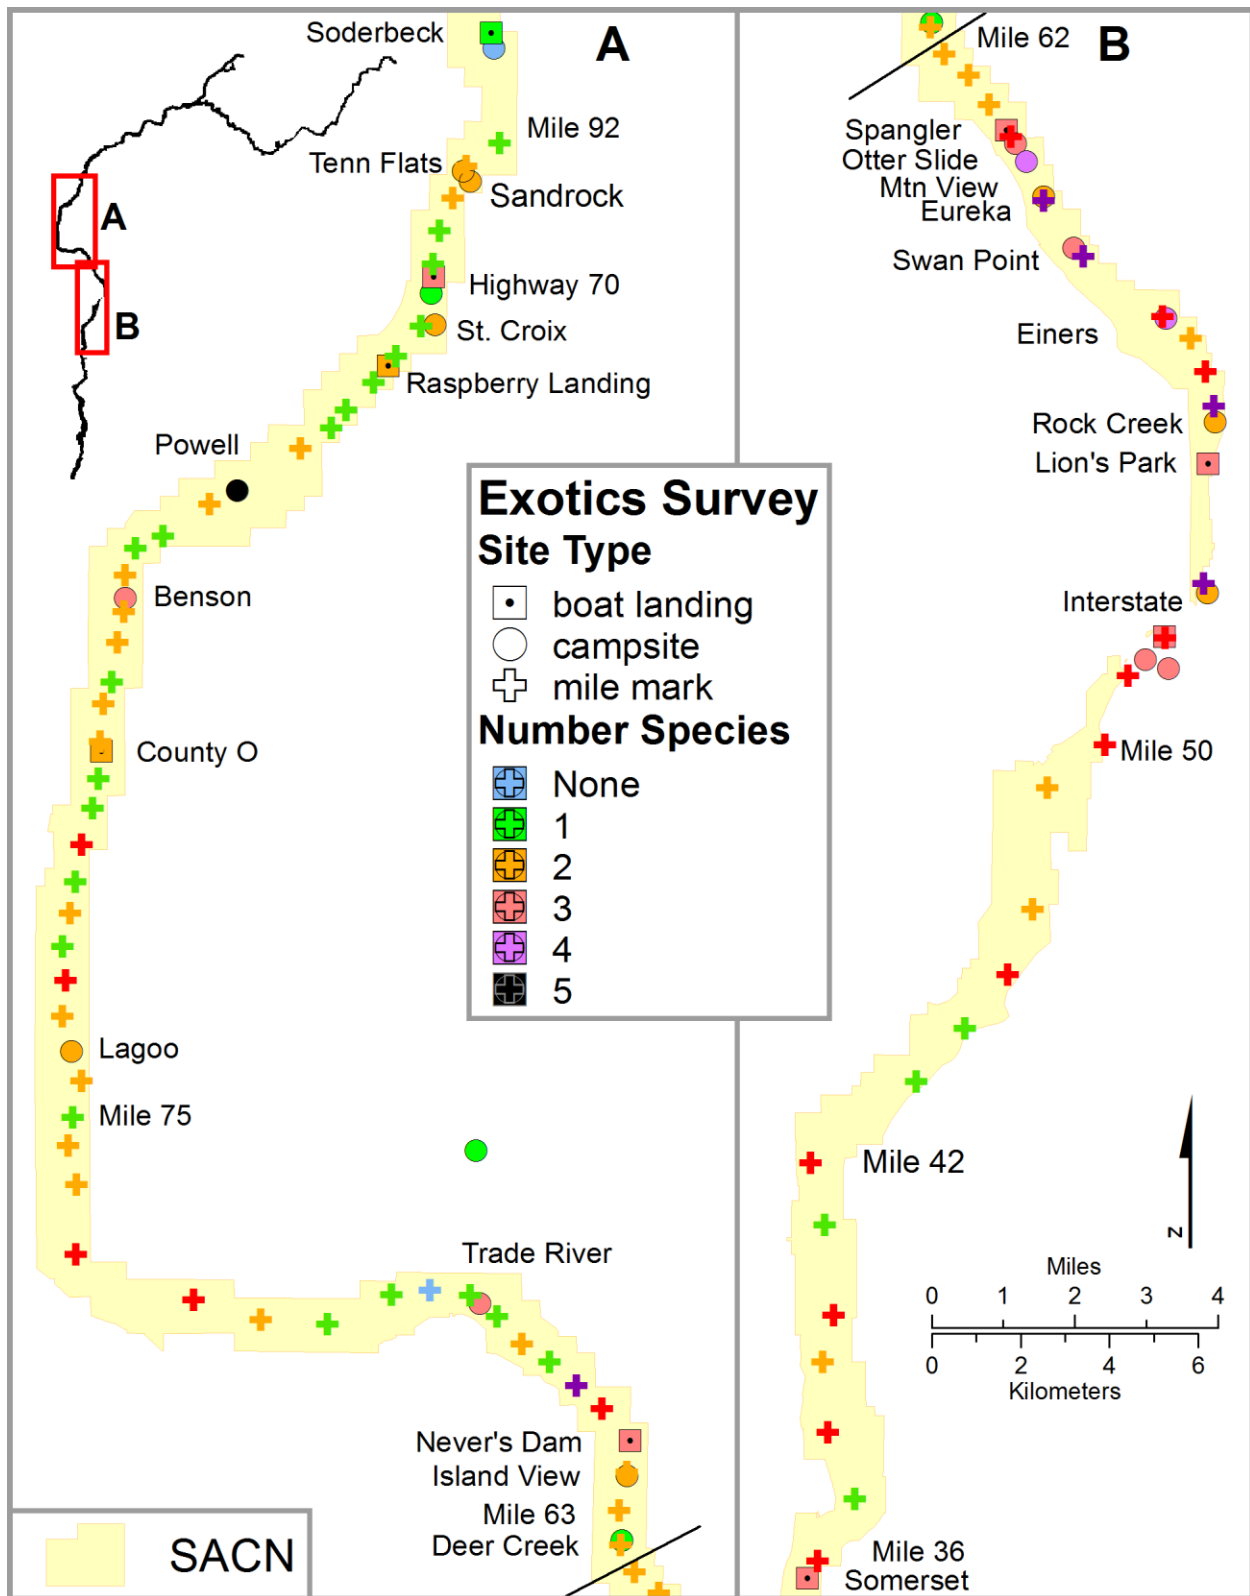 Soderbeck
A
Mile 92
Tenn Flats
Sandrock
A
B
Highway 70
St. Croix
Raspberry Landing
Powell
Benson
County O
Lagoo
Mile 75
Trade River
Never's Dam
Island View
Mile 63
Deer Creek
SACN
Exotics Survey
Site Type
boat landing
campsite
mile mark
Number Species
None
1
2
3
4
5
Mile 62
B
Spangler
Otter Slide
Mtn View
Eureka
Swan Point
Einers
Rock Creek
Lion's Park
Interstate
Mile 50
Mile 42
N
Miles
0 1 2 3 4
0 2 4 6
Kilometers
Mile 36
Somerset